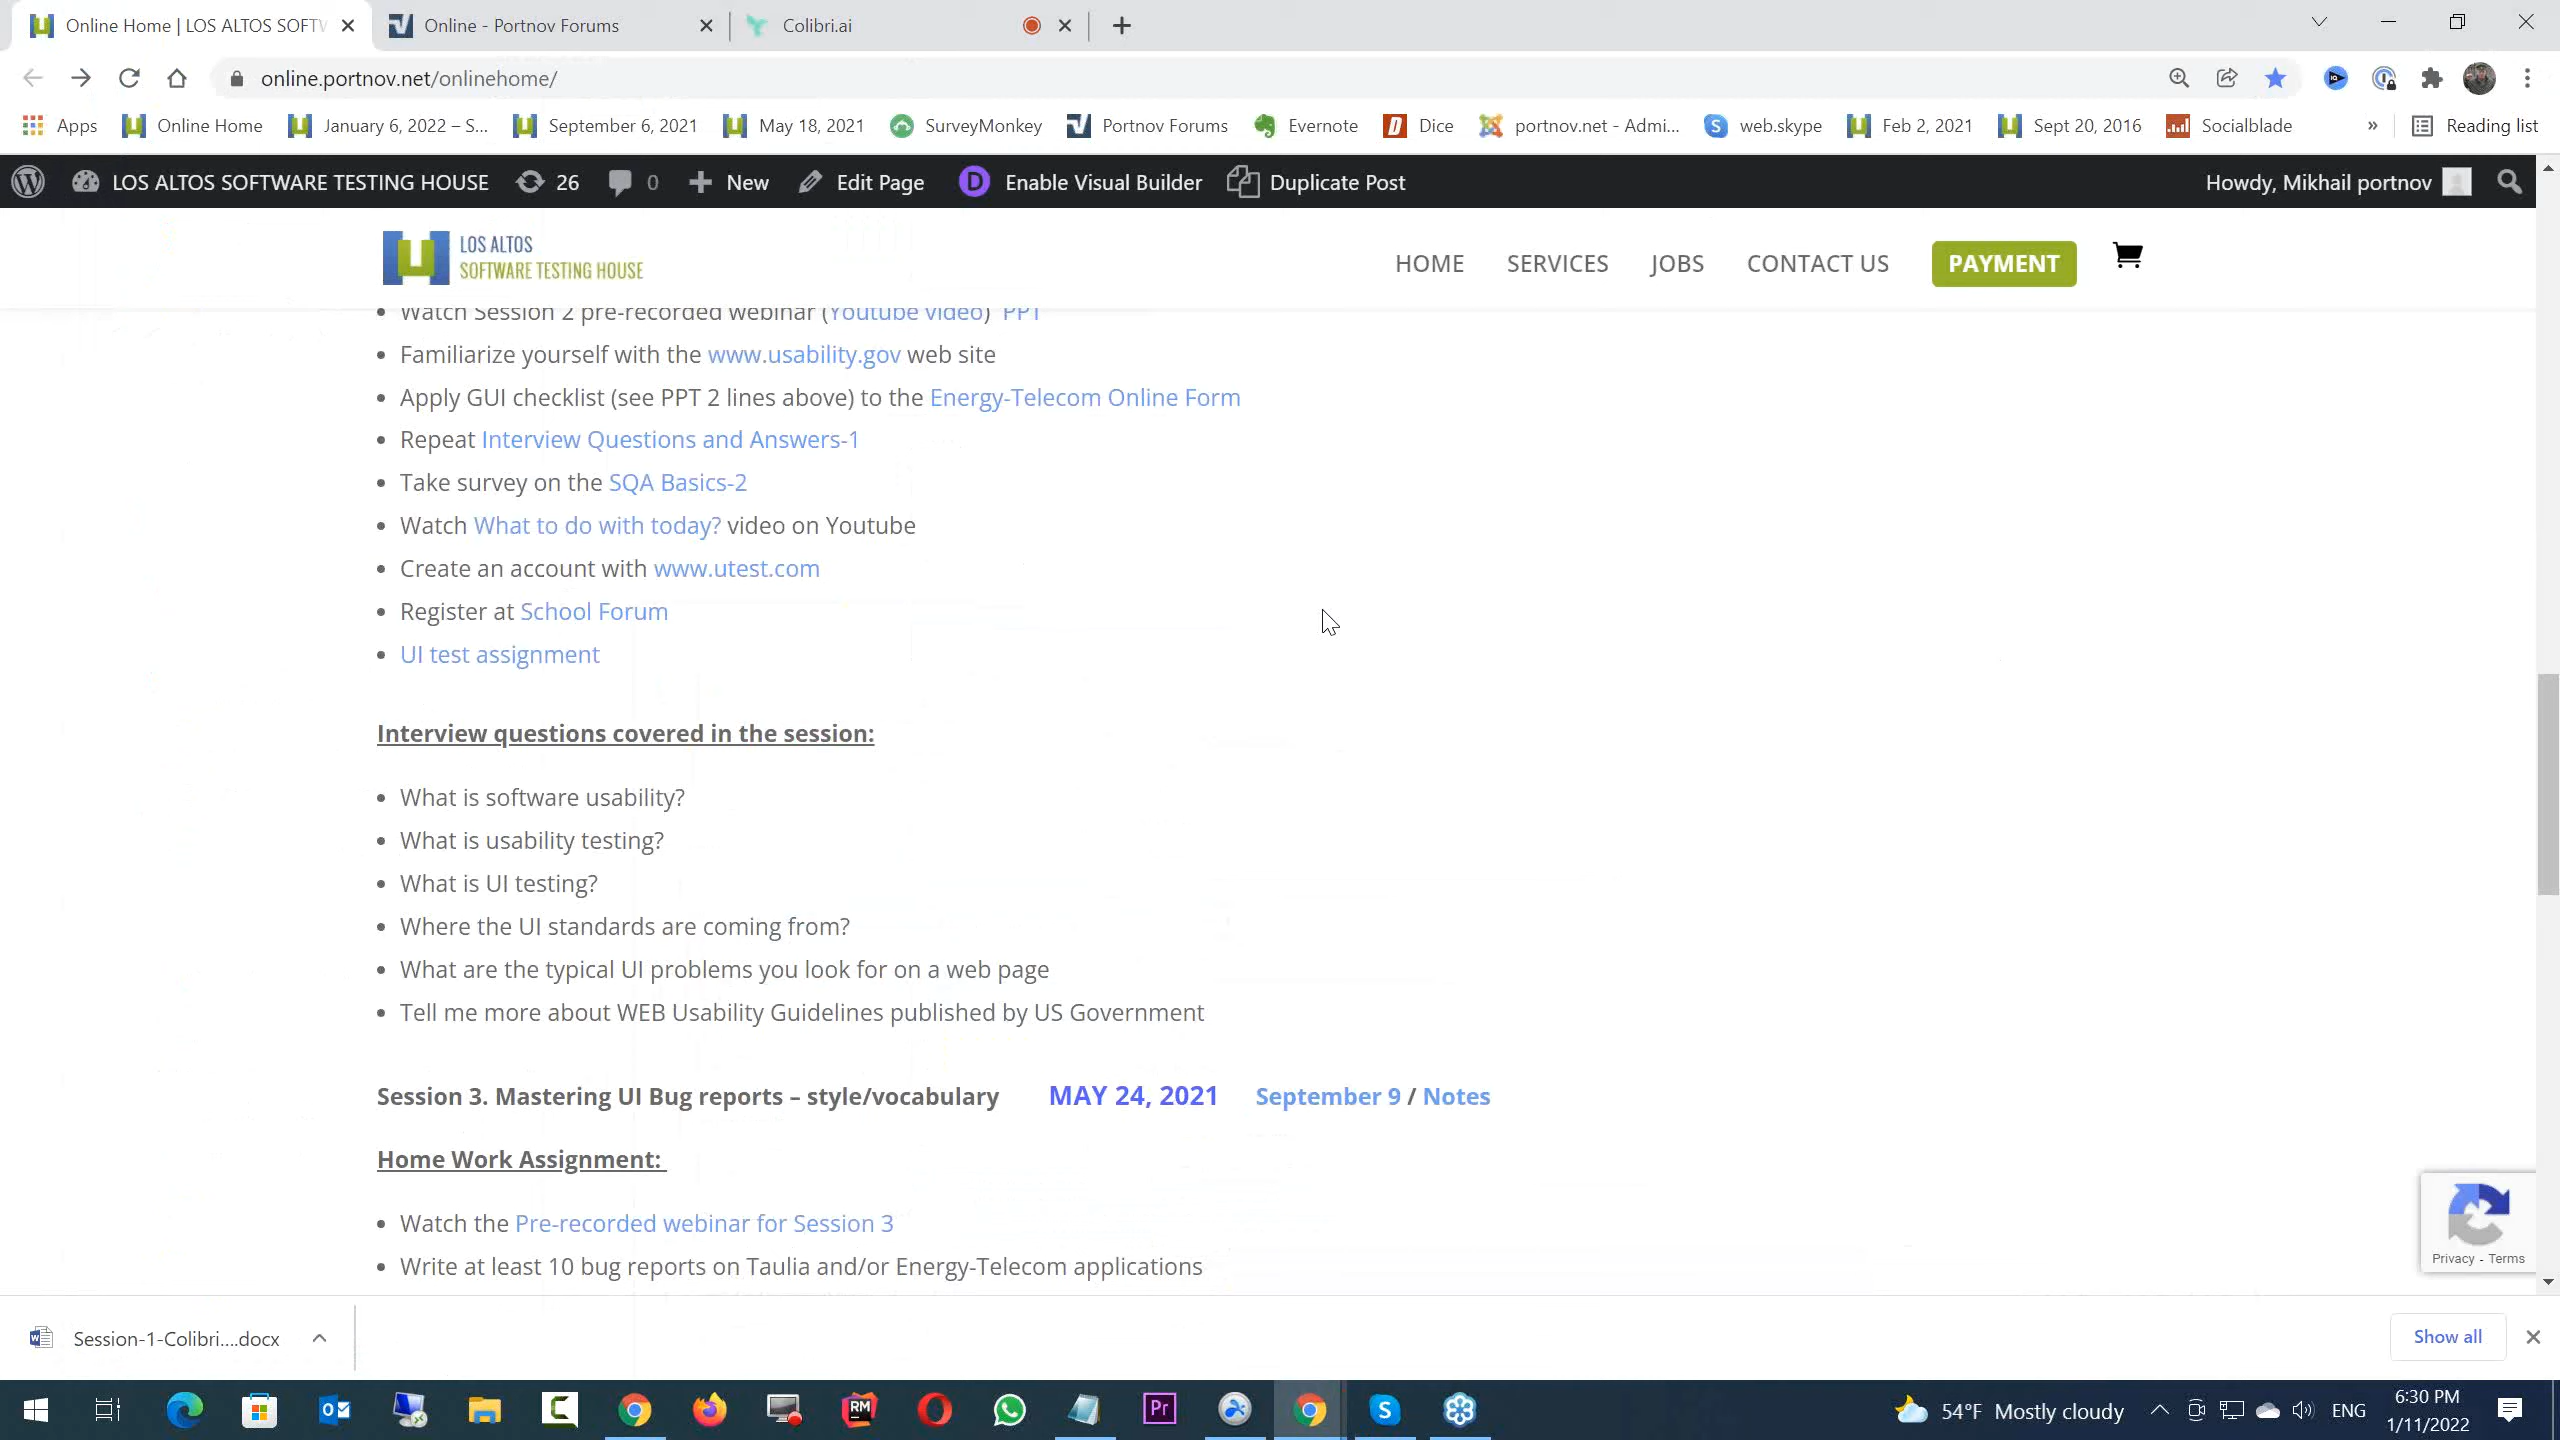 Online Home | LOS ALTOS SOFTV
Online - Portnov Forums
Colibri.ai
online.portnov.net/onlinehome/
Apps
Online Home
January 6, 2022 – S...
September 6, 2021
May 18, 2021
SurveyMonkey
Portnov Forums
Evernote
Dice
portnov.net - Admi...
web.skype
Feb 2, 2021
Sept 20, 2016
Socialblade
»
Reading list
LOS ALTOS SOFTWARE TESTING HOUSE
26
0
New
Edit Page
D
Enable Visual Builder
Duplicate Post
Howdy, Mikhail portnov
LOS ALTOS
SOFTWARE TESTING HOUSE
HOME
SERVICES
JOBS
CONTACT US
PAYMENT
Watch Session 2 pre-recorded webinar (Youtube video) PPT
Familiarize yourself with the www.usability.gov web site
Apply GUI checklist (see PPT 2 lines above) to the Energy-Telecom Online Form
Repeat Interview Questions and Answers-1
Take survey on the SQA Basics-2
Watch What to do with today? video on Youtube
Create an account with www.utest.com
Register at School Forum
UI test assignment
Interview questions covered in the session:
What is software usability?
What is usability testing?
What is UI testing?
Where the UI standards are coming from?
What are the typical UI problems you look for on a web page
Tell me more about WEB Usability Guidelines published by US Government
Session 3. Mastering UI Bug reports – style/vocabulary MAY 24, 2021 September 9 / Notes
Home Work Assignment:
Watch the Pre-recorded webinar for Session 3
Write at least 10 bug reports on Taulia and/or Energy-Telecom applications
Privacy - Terms
Session-1-Colibri....docx
Show all
RM
Pr
54°F Mostly cloudy
ENG
6:30 PM
1/11/2022